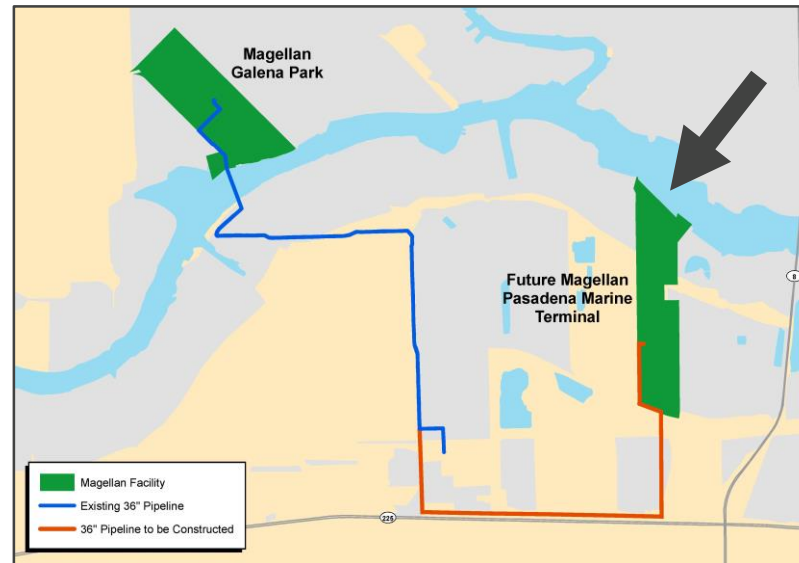 Magellan
Galena Park
Future Magellan
Pasadena Marine
Terminal
8
Magellan Facility
Existing 36" Pipeline
36" Pipeline to be Constructed
225